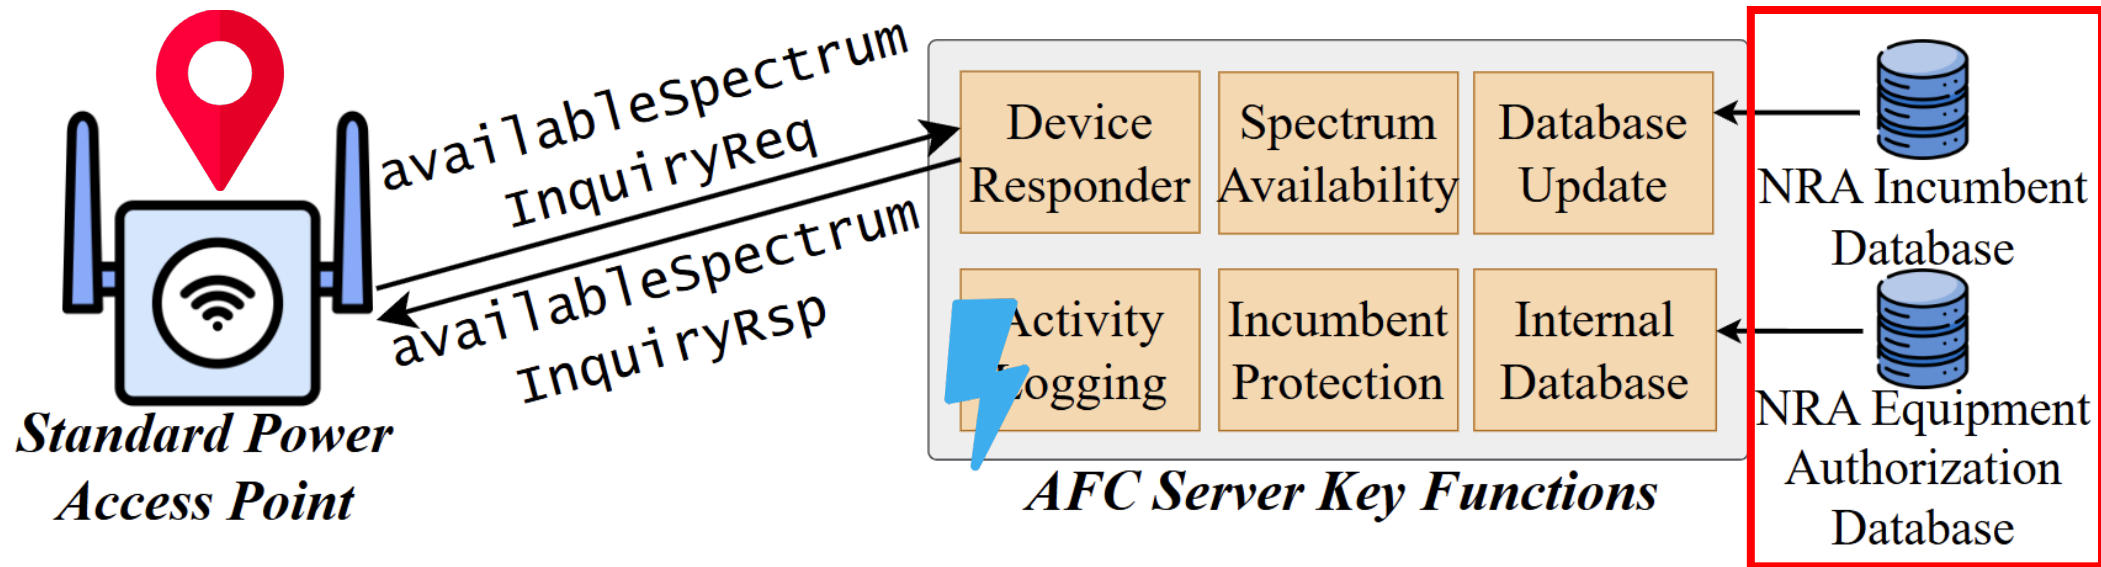 availableSpectrum
InquiryReq
availableSpectrum
InquiryRsp
Standard Power
Access Point
Device
Responder
Spectrum
Availability
Database
Update
Activity
Logging
Incumbent
Protection
Internal
Database
AFC Server Key Functions
NRA Incumbent
Database
NRA Equipment
Authorization
Database